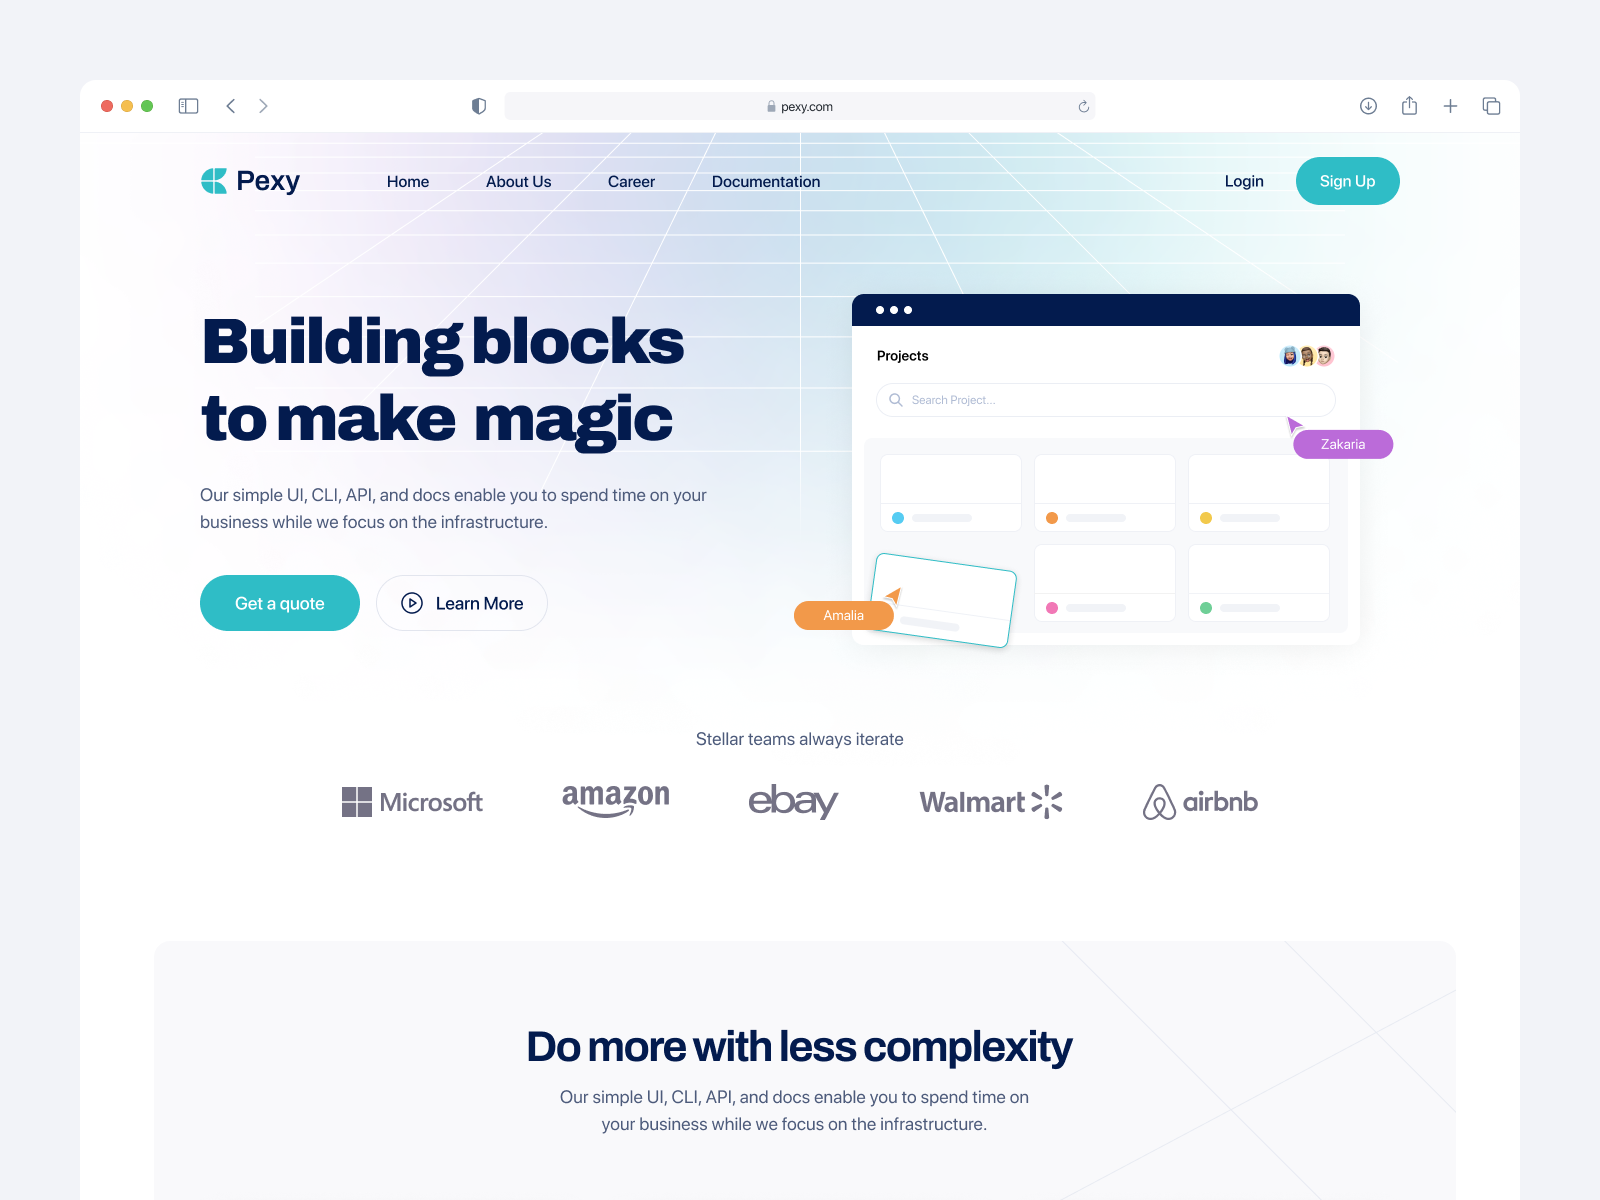 pexy.com
Pexy
Home
About Us
Career
Documentation
Login
Sign Up
Building blocks
to make magic
Our simple UI, CLI, API, and docs enable you to spend time on your
business while we focus on the infrastructure.
Get a quote
Learn More
Projects
Search Project...
Zakaria
Amalia
Stellar teams always iterate
Microsoft
amazon
ebay
Walmart
airbnb
Do more with less complexity
Our simple UI, CLI, API, and docs enable you to spend time on
your business while we focus on the infrastructure.